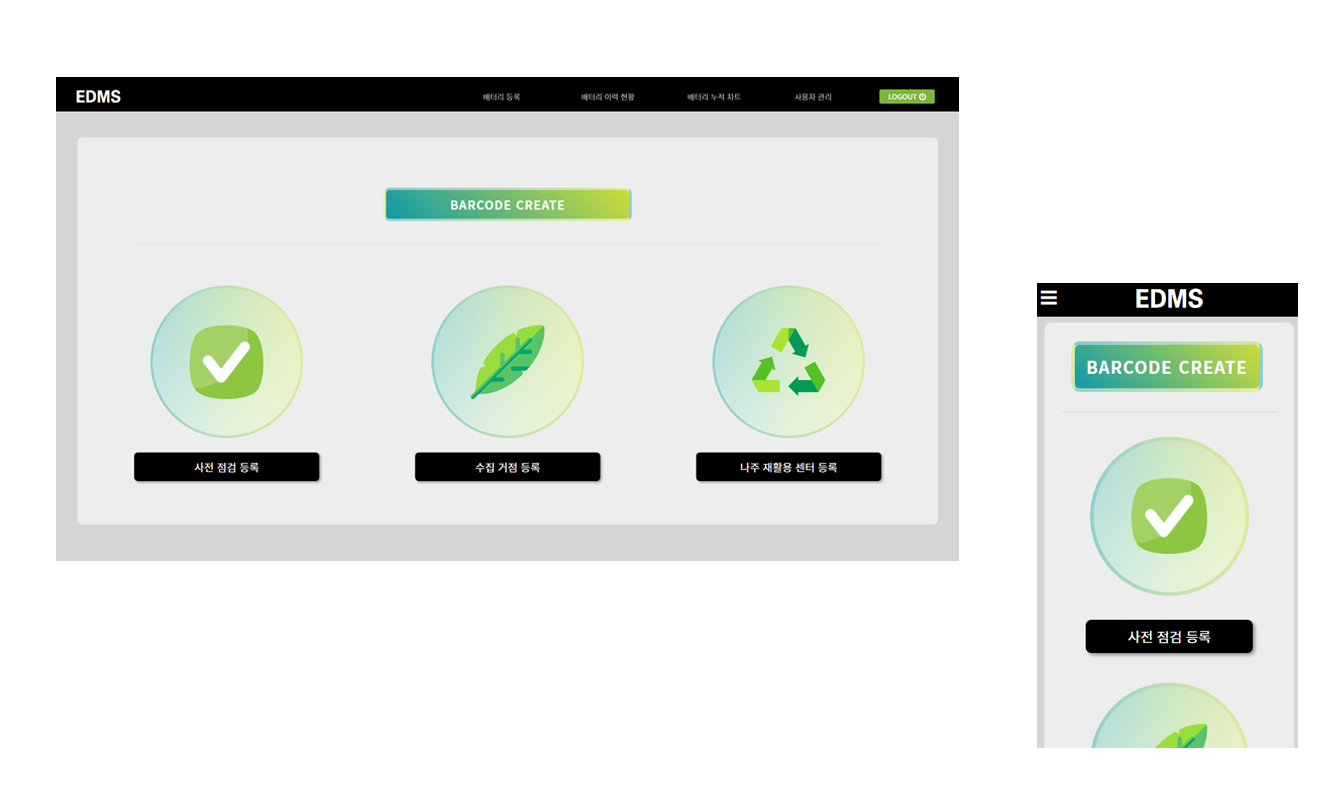 EDMS
배터리 등록
배터리 이력 현황
배터리 누적 차트
사용자 관리
LOGOUT
BARCODE CREATE
사전 점검 등록
수집 거점 등록
나주 재활용 센터 등록
EDMS
BARCODE CREATE
사전 점검 등록